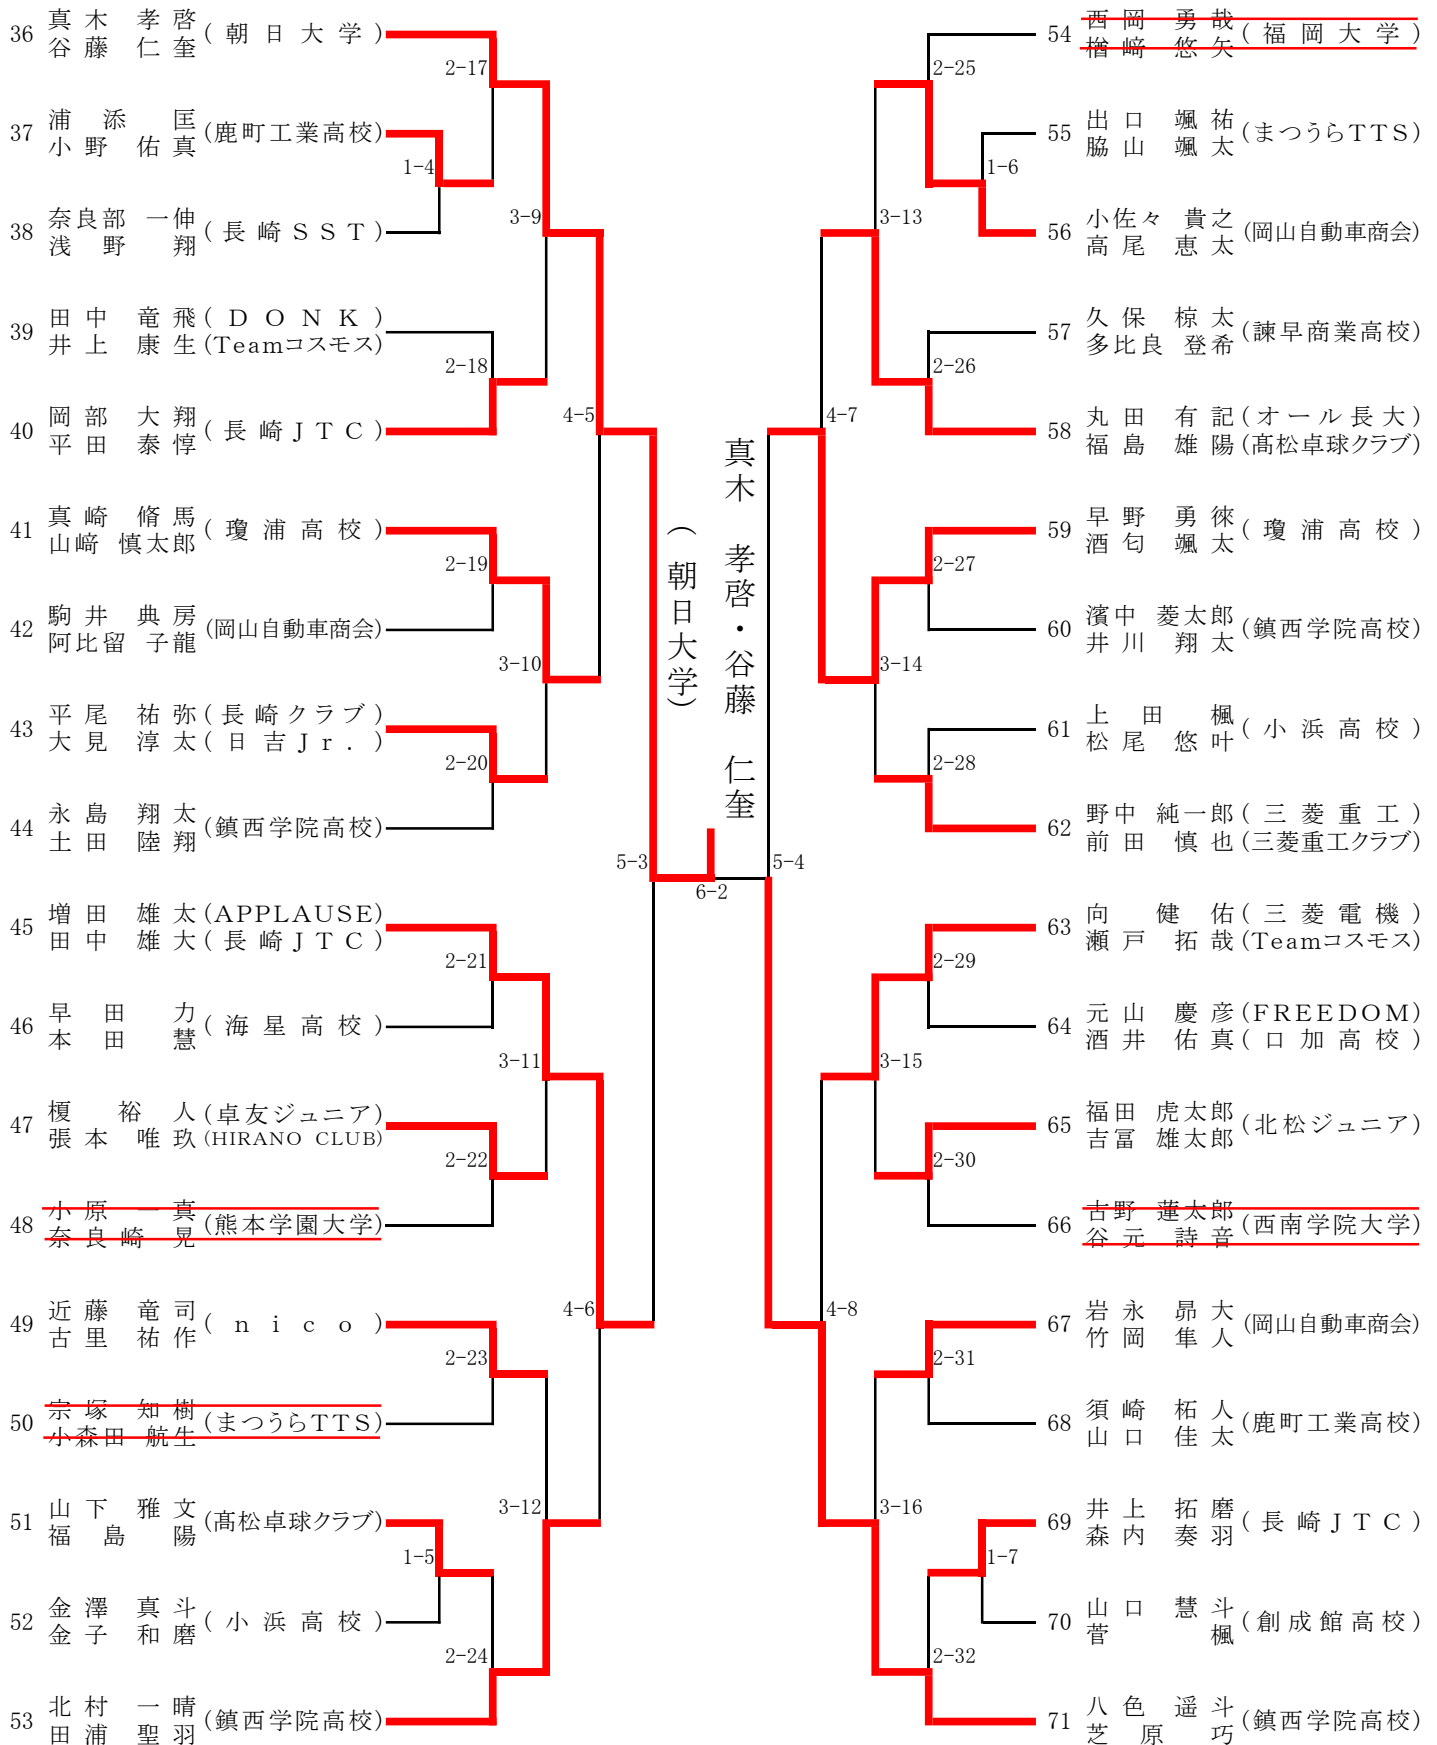 36 真木 孝啓 (朝日大学)
谷藤 仁奎
2-17
37 浦添 匡 (鹿町工業高校)
小野 佑真
1-4
38 奈良部 一伸 (長崎SST)
浅野 翔
3-9
39 田中 竜飛 (DONK)
井上 康生 (Teamコスモス)
2-18
40 岡部 大翔 (長崎JTC)
平田 泰惇
4-5
41 真崎 脩馬 (瓊浦高校)
山﨑 慎太郎
2-19
42 駒井 典房 (岡山自動車商会)
阿比留 子龍
3-10
43 平尾 祐弥 (長崎クラブ)
大見 淳太 (日吉Jr.)
2-20
44 永島 翔太 (鎮西学院高校)
土田 陸翔
5-3
45 増田 雄太 (APPLAUSE)
田中 雄大 (長崎JTC)
2-21
46 早田 力 (海星高校)
本田 慧
3-11
47 榎 裕人 (卓友ジュニア)
張本 唯玖 (HIRANO CLUB)
2-22
48 小原 一真 (熊本学園大学)
奈良崎 晃
4-6
49 近藤 竜司 (nico)
古里 祐作
2-23
50 宗塚 知樹 (まつうらTTS)
小森田 航生
3-12
51 山下 雅文 (髙松卓球クラブ)
福島 陽
1-5
52 金澤 真斗 (小浜高校)
金子 和磨
2-24
53 北村 一晴 (鎮西学院高校)
田浦 聖羽
真木 孝啓・谷藤 仁奎
(朝日大学)
6-2
54 西岡 勇哉 (福岡大学)
楢﨑 悠矢
2-25
55 出口 颯祐 (まつうらTTS)
脇山 颯太
1-6
56 小佐々 貴之 (岡山自動車商会)
高尾 恵太
3-13
57 久保 椋太 (諫早商業高校)
多比良 登希
2-26
58 丸田 有記 (オール長大)
福島 雄陽 (髙松卓球クラブ)
4-7
59 早野 勇徠 (瓊浦高校)
酒匂 颯太
2-27
60 濱中 菱太郎 (鎮西学院高校)
井川 翔太
3-14
61 上田 楓 (小浜高校)
松尾 悠叶
2-28
62 野中 純一郎 (三菱重工)
前田 慎也 (三菱重工クラブ)
5-4
63 向 健佑 (三菱電機)
瀬戸 拓哉 (Teamコスモス)
2-29
64 元山 慶彦 (FREEDOM)
酒井 佑真 (口加高校)
3-15
65 福田 虎太郎 (北松ジュニア)
吉冨 雄太郎
2-30
66 古野 蓮太郎 (西南学院大学)
谷元 詩音
4-8
67 岩永 昴大 (岡山自動車商会)
竹岡 隼人
2-31
68 須崎 柘人 (鹿町工業高校)
山口 佳太
3-16
69 井上 拓磨 (長崎JTC)
森内 奏羽
1-7
70 山口 慧斗 (創成館高校)
菅 楓
2-32
71 八色 遥斗 (鎮西学院高校)
芝原 巧